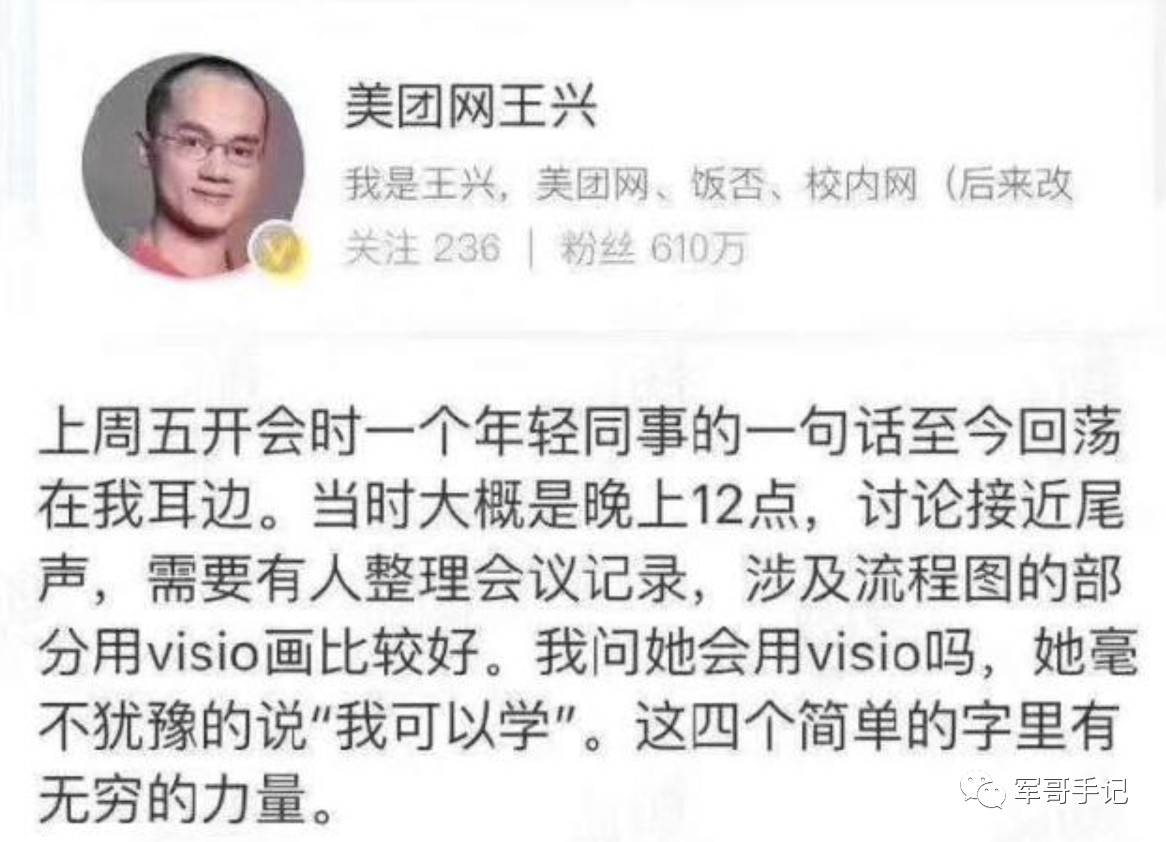 美团网王兴
我是王兴，美团网、饭否、校内网（后来改
关注 236 | 粉丝 610万
上周五开会时一个年轻同事的一句话至今回荡
在我耳边。当时大概是晚上12点，讨论接近尾
声，需要有人整理会议记录，涉及流程图的部
分用visio画比较好。我问她会用visio吗，她毫
不犹豫的说“我可以学”。这四个简单的字里有
无穷的力量。
军哥手记